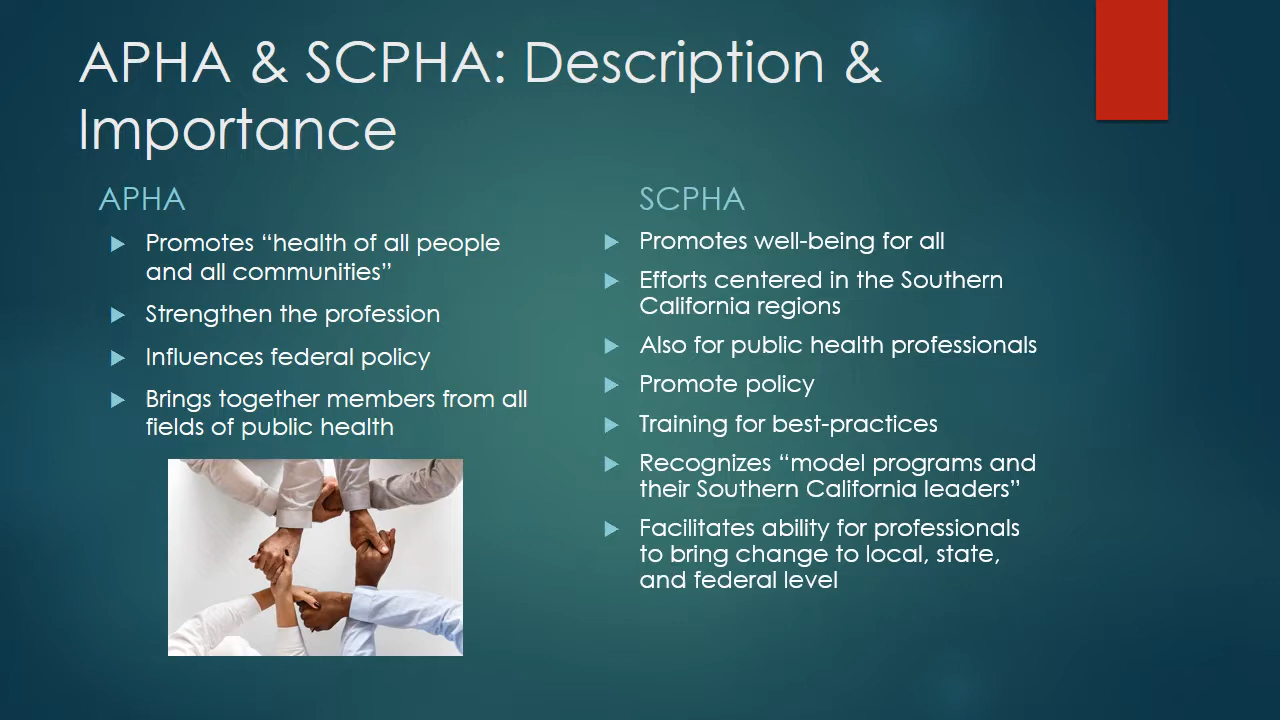 APHA & SCPHA: Description &
Importance
APHA
Promotes “health of all people
and all communities”
Strengthen the profession
Influences federal policy
Brings together members from all
fields of public health
SCPHA
Promotes well-being for all
Efforts centered in the Southern
California regions
Also for public health professionals
Promote policy
Training for best-practices
Recognizes “model programs and
their Southern California leaders”
Facilitates ability for professionals
to bring change to local, state,
and federal level